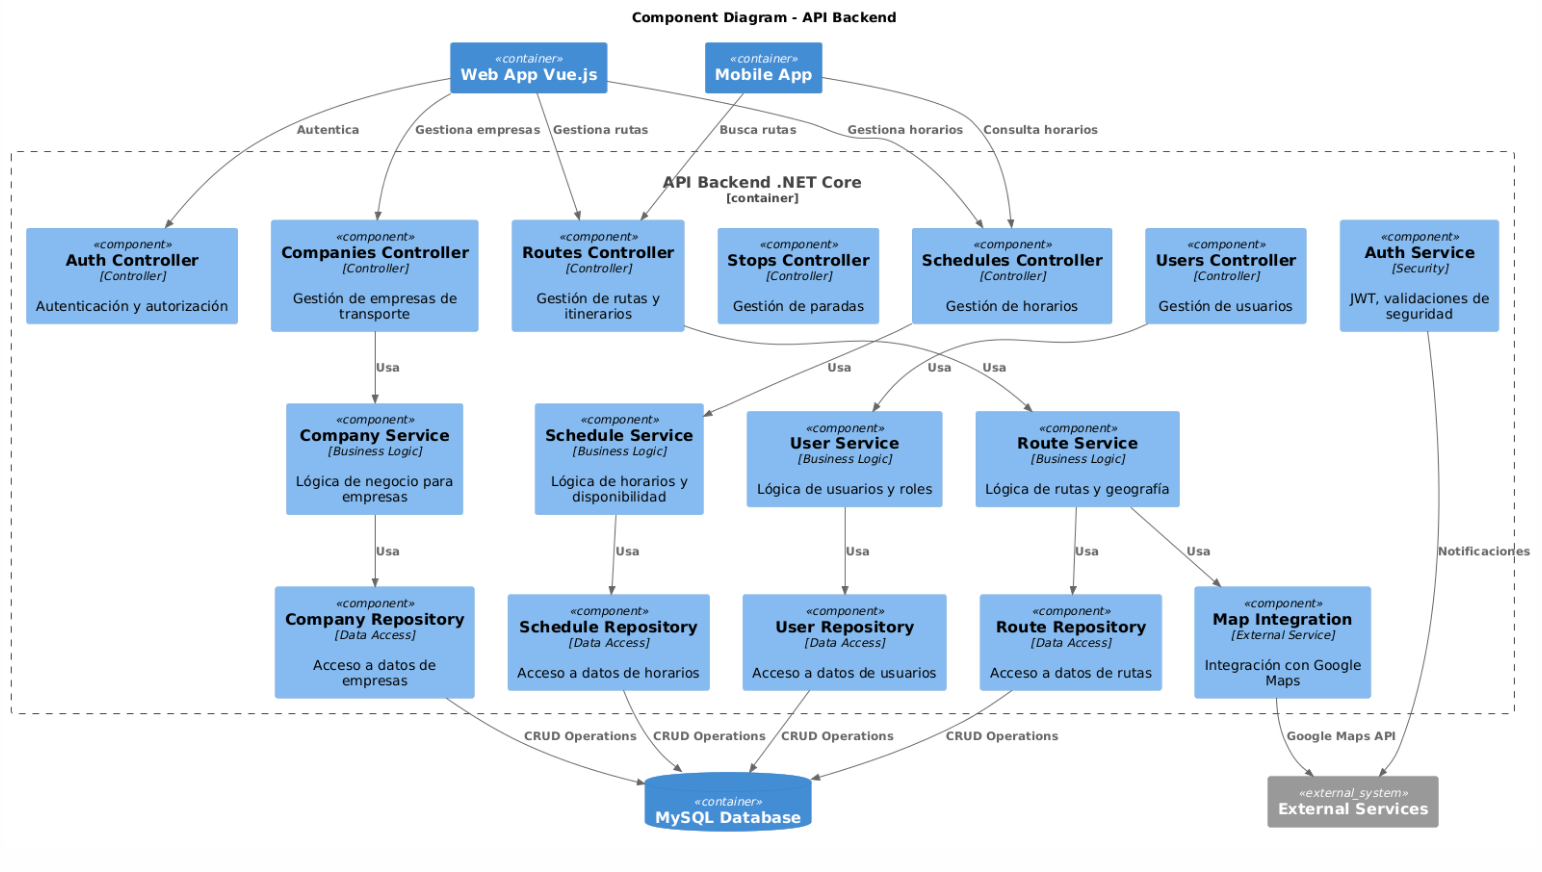 Component Diagram - API Backend
«container»
Web App Vue.js
«container»
Mobile App
Autentica
Gestiona empresas
Gestiona rutas
Busca rutas
Gestiona horarios
Consulta horarios
API Backend .NET Core
[container]
«component»
Auth Controller
[Controller]
Autenticación y autorización
«component»
Companies Controller
[Controller]
Gestión de empresas de
transporte
«component»
Routes Controller
[Controller]
Gestión de rutas y
itinerarios
«component»
Stops Controller
[Controller]
Gestión de paradas
«component»
Schedules Controller
[Controller]
Gestión de horarios
«component»
Users Controller
[Controller]
Gestión de usuarios
«component»
Auth Service
[Security]
JWT, validaciones de
seguridad
Usa
Usa
Usa
Usa
«component»
Company Service
[Business Logic]
Lógica de negocio para
empresas
«component»
Schedule Service
[Business Logic]
Lógica de horarios y
disponibilidad
«component»
User Service
[Business Logic]
Lógica de usuarios y roles
«component»
Route Service
[Business Logic]
Lógica de rutas y geografía
Usa
Usa
Usa
Usa
Usa
Notificaciones
«component»
Company Repository
[Data Access]
Acceso a datos de
empresas
«component»
Schedule Repository
[Data Access]
Acceso a datos de horarios
«component»
User Repository
[Data Access]
Acceso a datos de usuarios
«component»
Route Repository
[Data Access]
Acceso a datos de rutas
«component»
Map Integration
[External Service]
Integración con Google
Maps
CRUD Operations
CRUD Operations
CRUD Operations
CRUD Operations
Google Maps API
«container»
MySQL Database
«external_system»
External Services